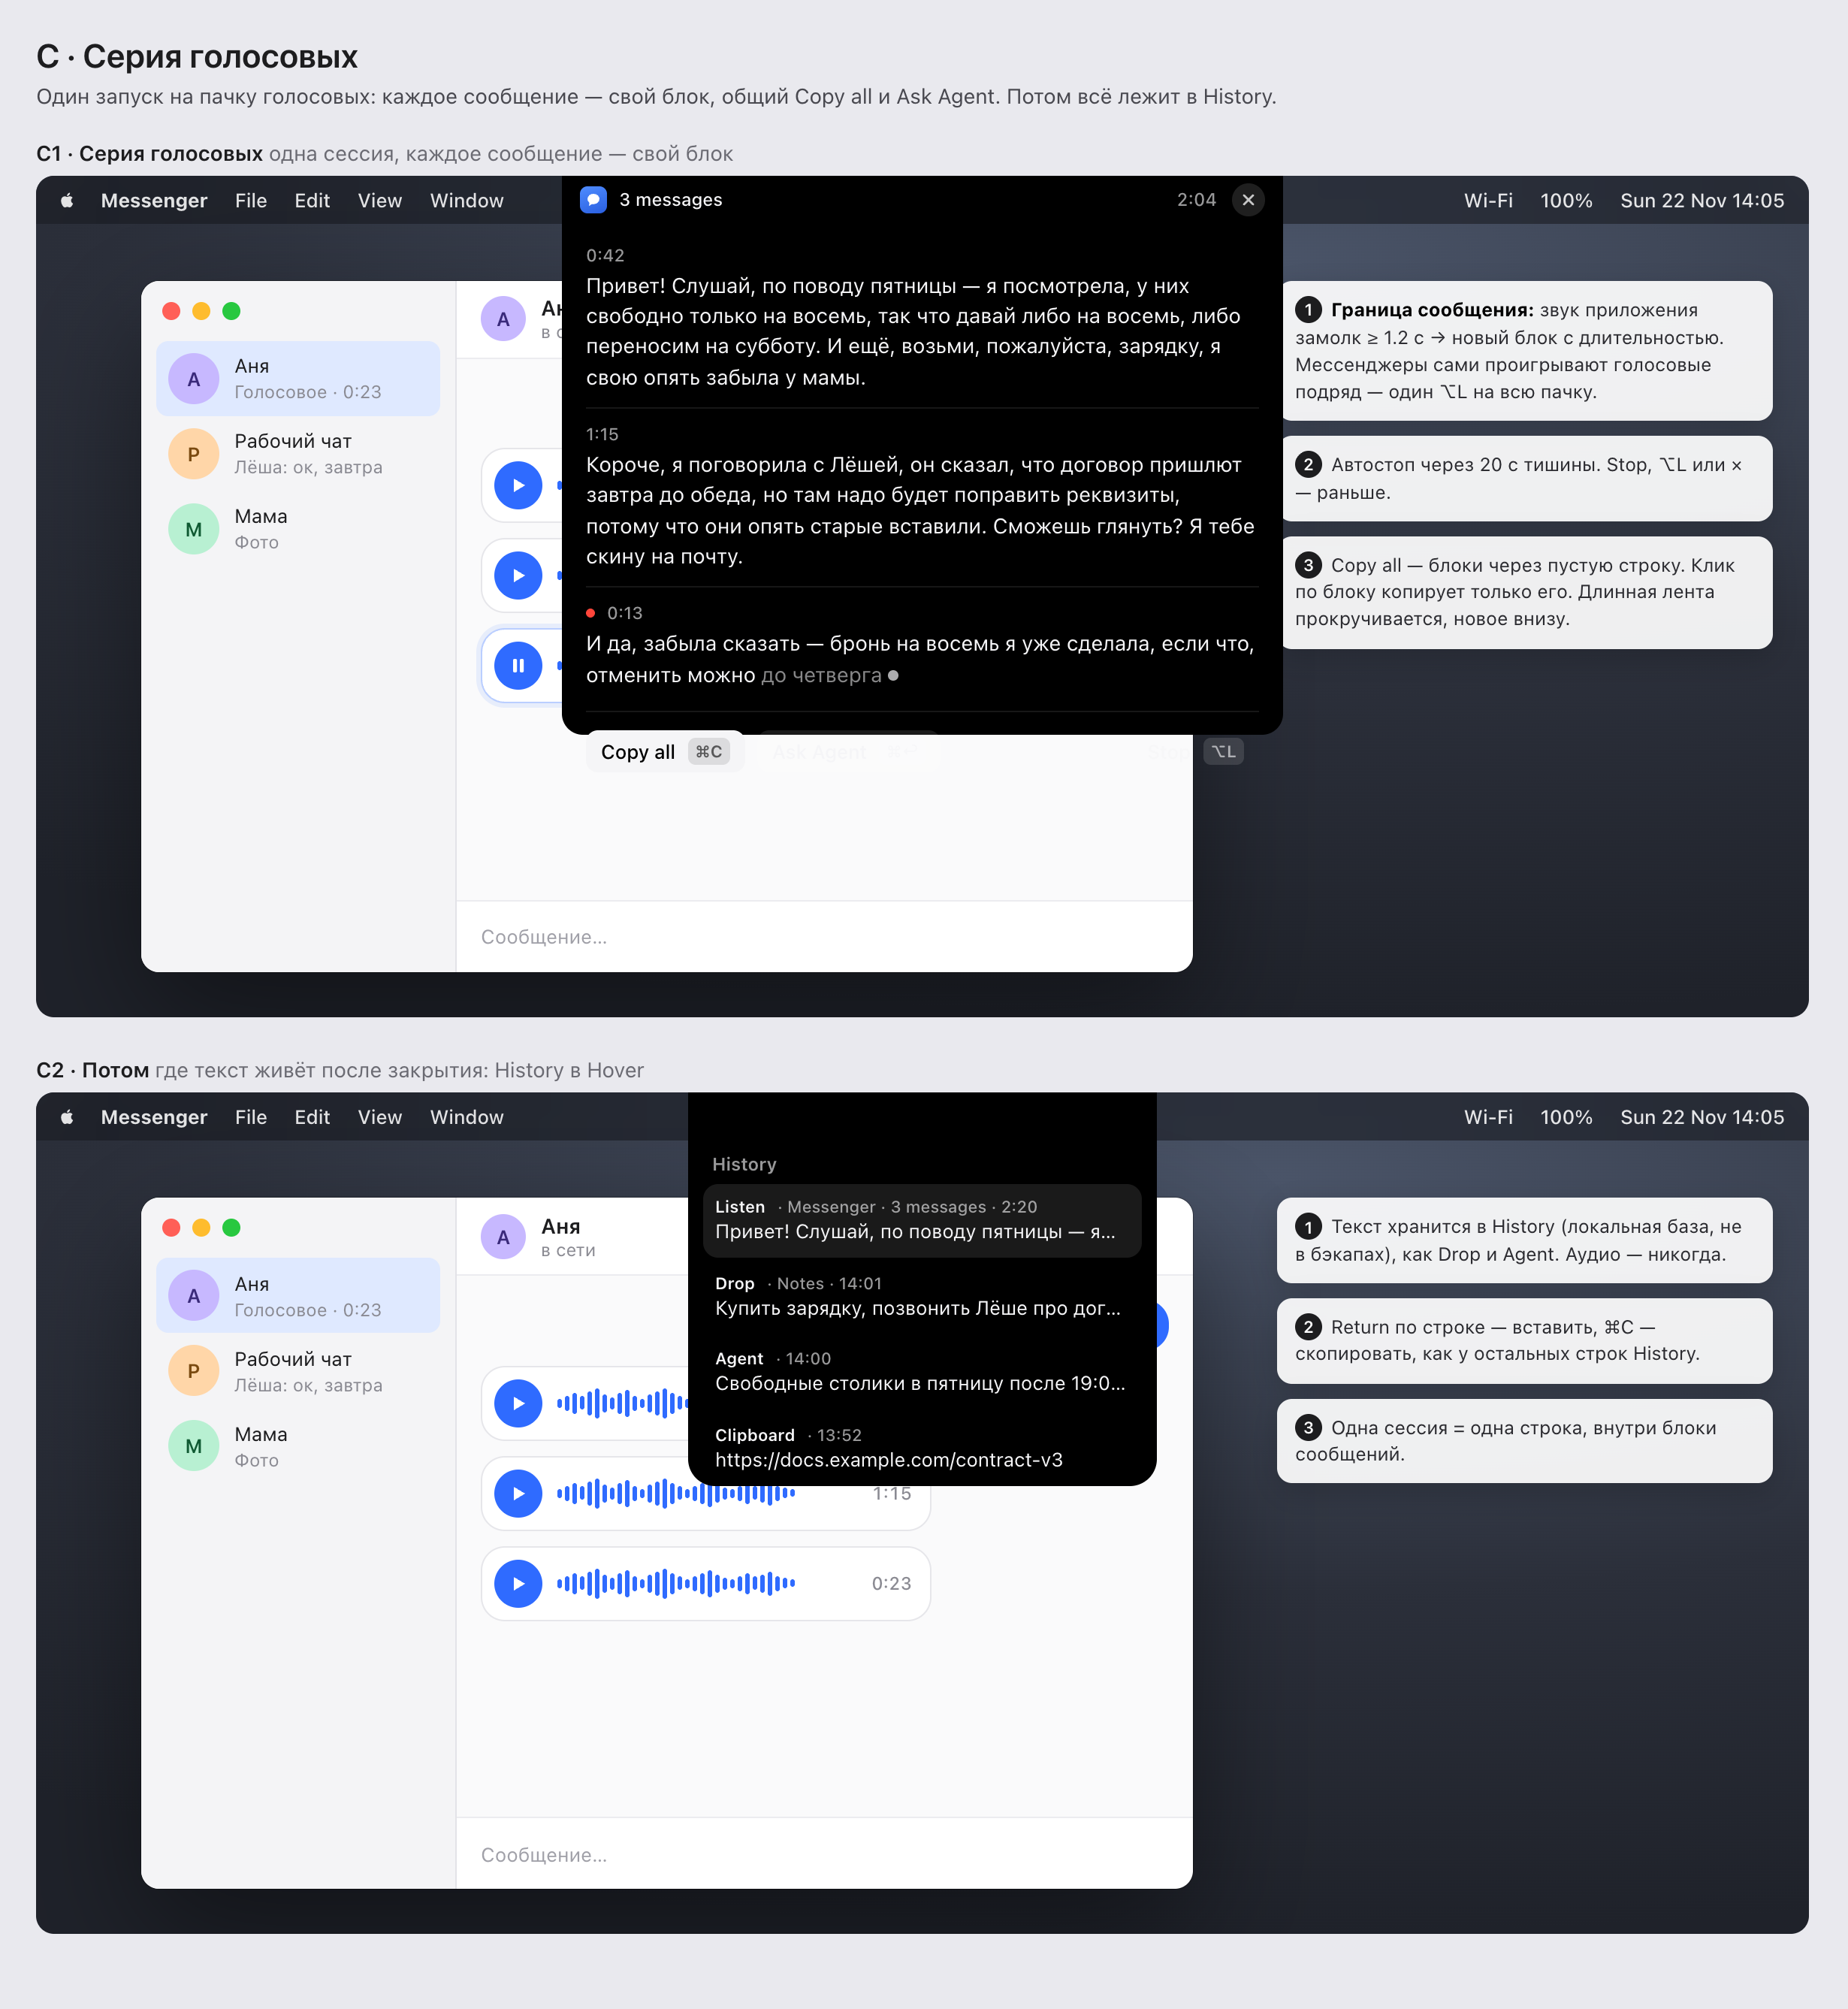 C · Серия голосовых
Один запуск на пачку голосовых: каждое сообщение — свой блок, общий Copy all и Ask Agent. Потом всё лежит в History.
C1 · Серия голосовых одна сессия, каждое сообщение — свой блок
Messenger File Edit View Window
3 messages 2:04
Wi-Fi 100% Sun 22 Nov 14:05
А
Аня
Голосовое · 0:23
Р
Рабочий чат
Лёша: ок, завтра
М
Мама
Фото
А
0:42
Привет! Слушай, по поводу пятницы — я посмотрела, у них
свободно только на восемь, так что давай либо на восемь, либо
переносим на субботу. И ещё, возьми, пожалуйста, зарядку, я
свою опять забыла у мамы.
1:15
Короче, я поговорила с Лёшей, он сказал, что договор пришлют
завтра до обеда, но там надо будет поправить реквизиты,
потому что они опять старые вставили. Сможешь глянуть? Я тебе
скину на почту.
0:13
И да, забыла сказать — бронь на восемь я уже сделала, если что,
отменить можно до четверга
Copy all ⌘C Ask Agent Stop ⌥L
Сообщение...
1 Граница сообщения: звук приложения
замолк ≥ 1.2 с → новый блок с длительностью.
Мессенджеры сами проигрывают голосовые
подряд — один ⌥L на всю пачку.
2 Автостоп через 20 с тишины. Stop, ⌥L или ×
— раньше.
3 Copy all — блоки через пустую строку. Клик
по блоку копирует только его. Длинная лента
прокручивается, новое внизу.
C2 · Потом где текст живёт после закрытия: History в Hover
Messenger File Edit View Window
Wi-Fi 100% Sun 22 Nov 14:05
А
Аня
Голосовое · 0:23
Р
Рабочий чат
Лёша: ок, завтра
М
Мама
Фото
А
Аня
в сети
History
Listen · Messenger · 3 messages · 2:20
Привет! Слушай, по поводу пятницы — я...
Drop · Notes · 14:01
Купить зарядку, позвонить Лёше про дог...
Agent · 14:00
Свободные столики в пятницу после 19:0...
Clipboard · 13:52
https://docs.example.com/contract-v3
1:15
0:23
Сообщение...
1 Текст хранится в History (локальная база, не
в бэкапах), как Drop и Agent. Аудио — никогда.
2 Return по строке — вставить, ⌘C —
скопировать, как у остальных строк History.
3 Одна сессия = одна строка, внутри блоки
сообщений.